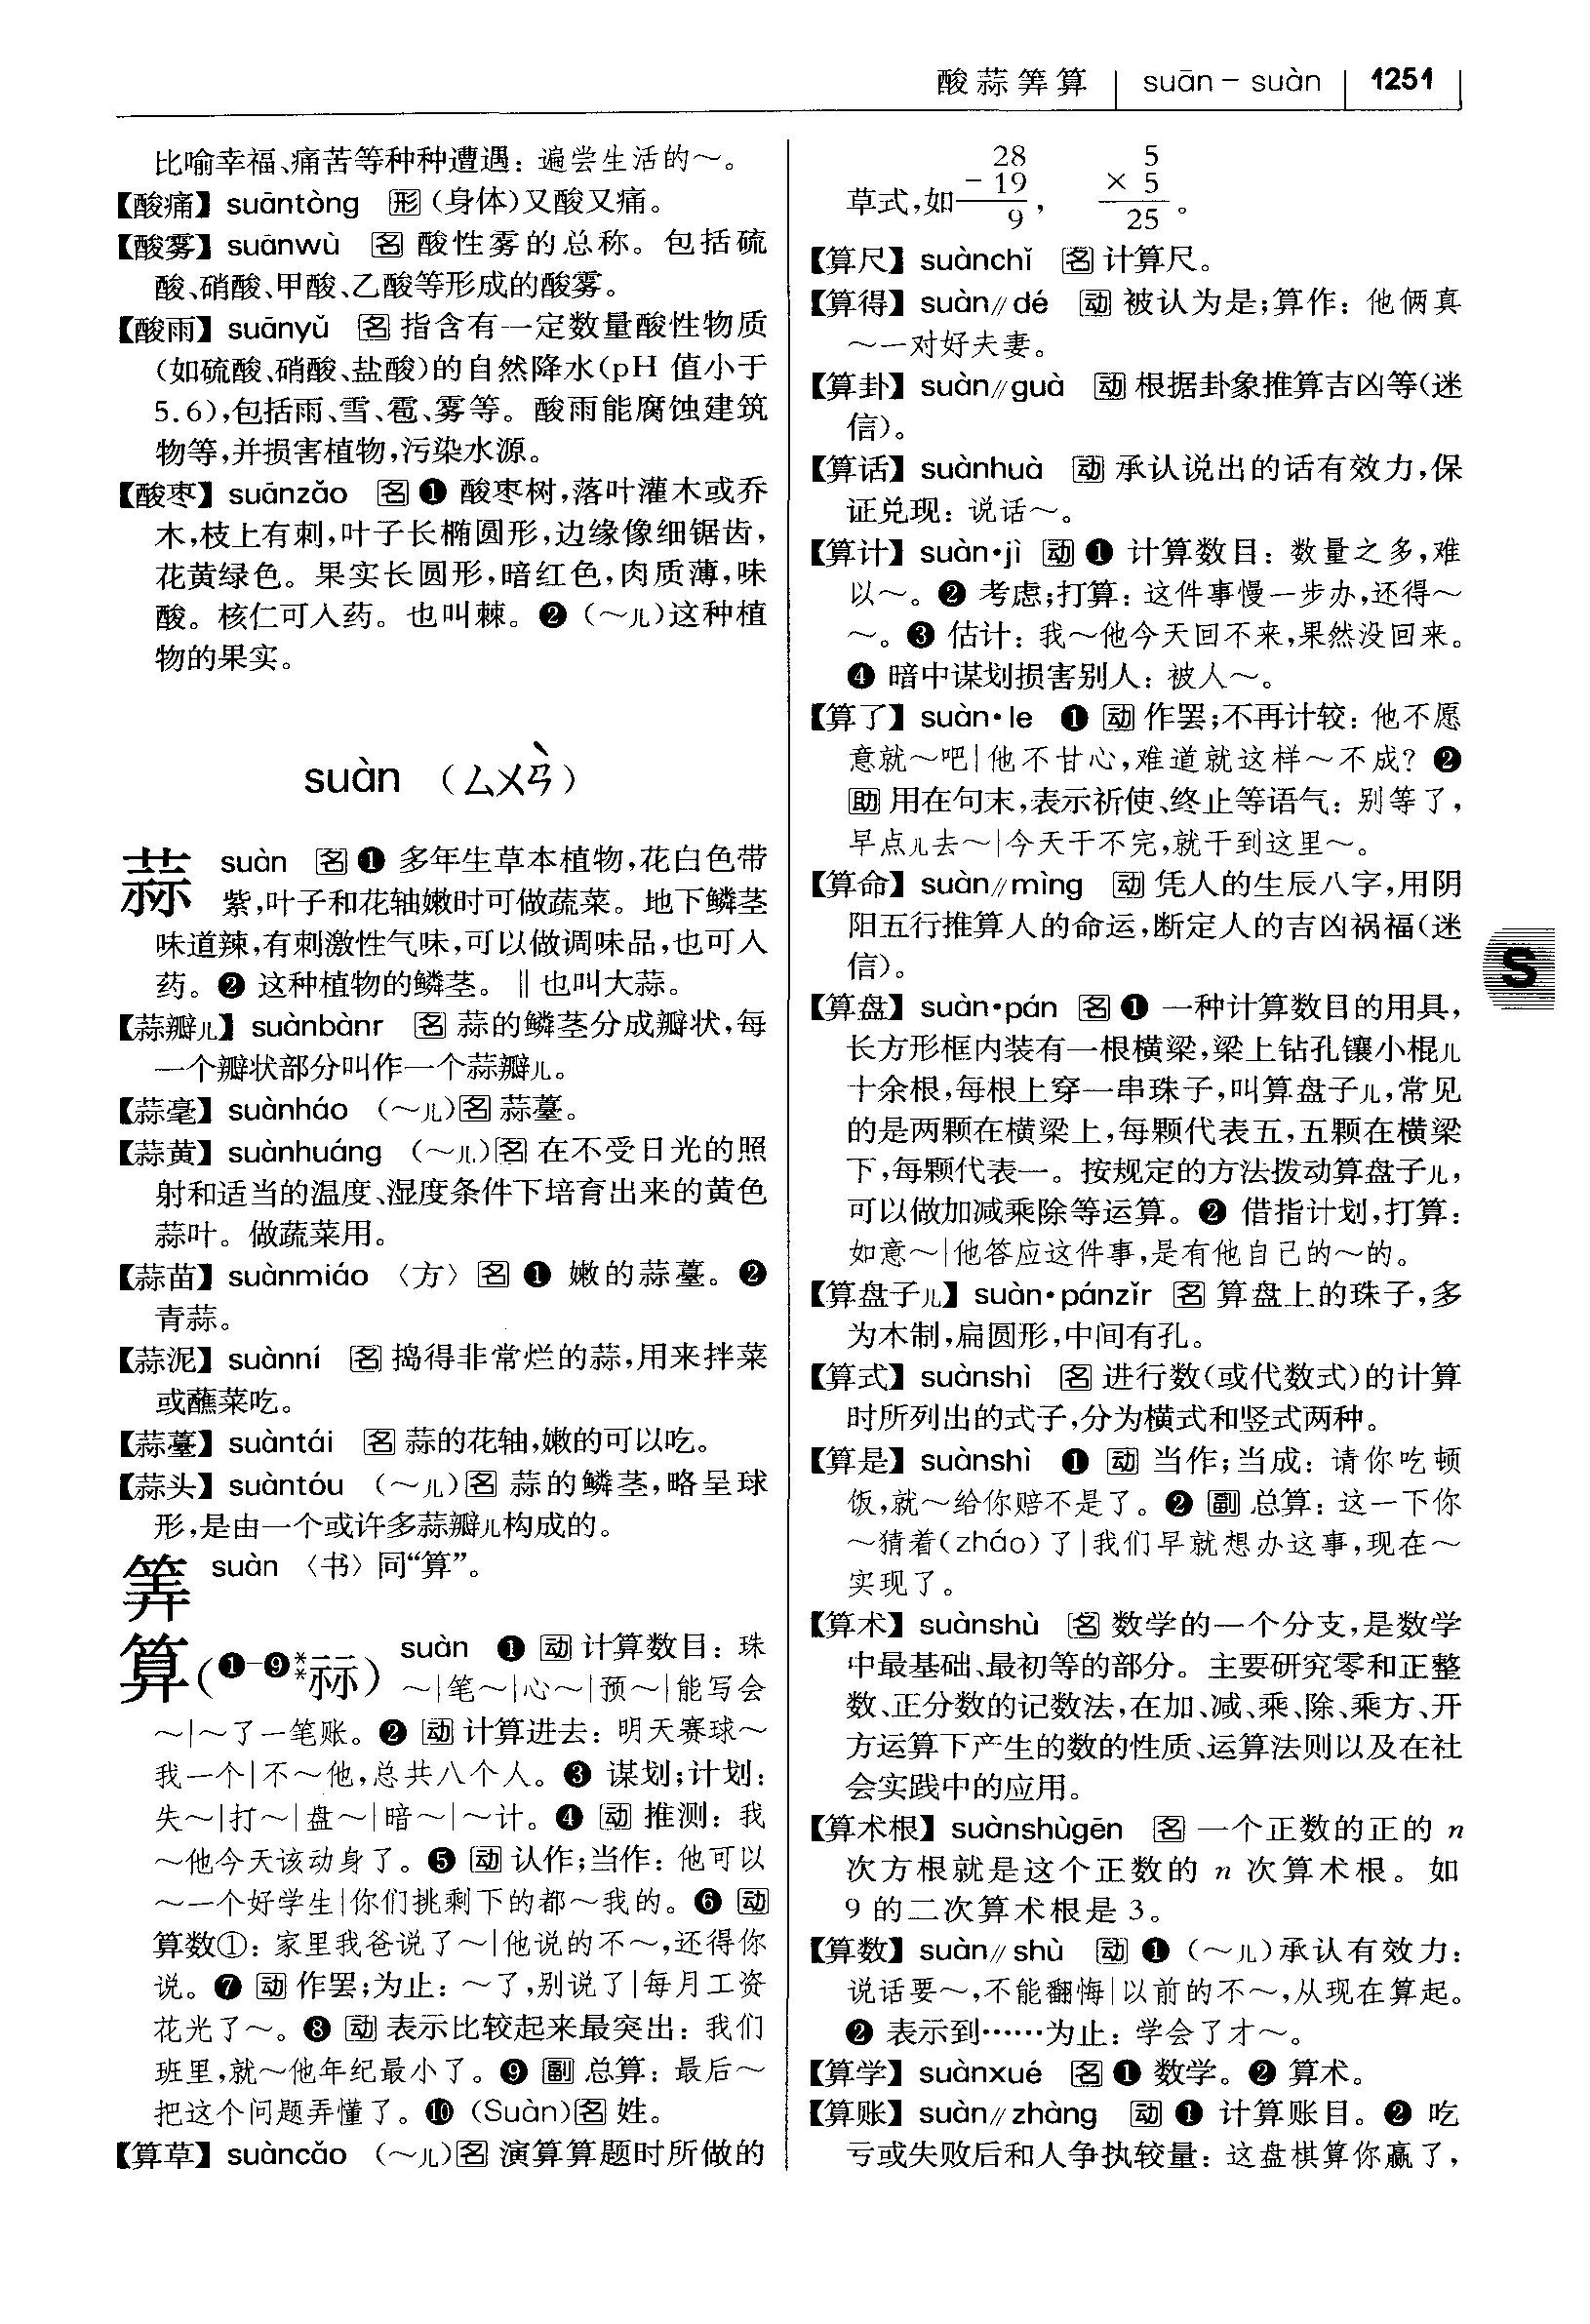 酸蒜筭算 suān – suàn 1251
比喻幸福、痛苦等种种遭遇：遍尝生活的～。
【酸痛】 suāntòng 形（身体）又酸又痛。
【酸雾】 suānwù 名 酸性雾的总称。包括硫
酸、硝酸、甲酸、乙酸等形成的酸雾。
【酸雨】 suānyǔ 名 指含有一定数量酸性物质
（如硫酸、硝酸、盐酸）的自然降水（pH 值小于
5.6），包括雨、雪、雹、雾等。酸雨能腐蚀建筑
物等，并损害植物，污染水源。
【酸枣】 suānzǎo 名 ❶ 酸枣树，落叶灌木或乔
木，枝上有刺，叶子长椭圆形，边缘像细锯齿，
花黄绿色。果实长圆形，暗红色，肉质薄，味
酸。核仁可入药。也叫棘。❷（～儿）这种植
物的果实。
suàn （ㄙㄨㄢˋ）
蒜 suàn 名 ❶ 多年生草本植物，花白色带
紫，叶子和花轴嫩时可做蔬菜。地下鳞茎
味道辣，有刺激性气味，可以做调味品，也可入
药。❷ 这种植物的鳞茎。‖也叫大蒜。
【蒜瓣儿】 suànbànr 名 蒜的鳞茎分成瓣状，每
一个瓣状部分叫作一个蒜瓣儿。
【蒜毫】 suànháo （～儿）名 蒜薹。
【蒜黄】 suànhuáng （～儿）名 在不受日光的照
射和适当的温度、湿度条件下培育出来的黄色
蒜叶。做蔬菜用。
【蒜苗】 suànmiáo 〈方〉名 ❶ 嫩的蒜薹。❷
青蒜。
【蒜泥】 suànní 名 捣得非常烂的蒜，用来拌菜
或蘸菜吃。
【蒜薹】 suàntái 名 蒜的花轴，嫩的可以吃。
【蒜头】 suàntóu （～儿）名 蒜的鳞茎，略呈球
形，是由一个或许多蒜瓣儿构成的。
筭 suàn 〈书〉同“算”。
算（❶-❾**祘） suàn ❶ 动 计算数目：珠
～|笔～|心～|预～|能写会
～|～了一笔账。❷ 动 计算进去：明天赛球～
我一个|不～他，总共八个人。❸ 谋划；计划：
失～|打～|盘～|暗～|～计。❹ 动 推测：我
～他今天该动身了。❺ 动 认作；当作：他可以
～一个好学生|你们挑剩下的都～我的。❻ 动
算数①：家里我爸说了～|他说的不～，还得你
说。❼ 动 作罢；为止：～了，别说了|每月工资
花光了～。❽ 动 表示比较起来最突出：我们
班里，就～他年纪最小了。❾ 副 总算：最后～
把这个问题弄懂了。❿ （Suàn）名 姓。
【算草】 suàncǎo （～儿）名 演算算题时所做的
28 5
草式，如 － 19 ， × 5 。
9 25
【算尺】 suànchǐ 名 计算尺。
【算得】 suàn//dé 动 被认为是；算作：他俩真
～一对好夫妻。
【算卦】 suàn//guà 动 根据卦象推算吉凶等（迷
信）。
【算话】 suànhuà 动 承认说出的话有效力，保
证兑现：说话～。
【算计】 suàn•jì 动 ❶ 计算数目：数量之多，难
以～。❷ 考虑；打算：这件事慢一步办，还得～
～。❸ 估计：我～他今天回不来，果然没回来。
❹ 暗中谋划损害别人：被人～。
【算了】 suàn•le ❶ 动 作罢；不再计较：他不愿
意就～吧|他不甘心，难道就这样～不成？❷
助 用在句末，表示祈使、终止等语气：别等了，
早点儿去～|今天干不完，就干到这里～。
【算命】 suàn//mìng 动 凭人的生辰八字，用阴
阳五行推算人的命运，断定人的吉凶祸福（迷
信）。
【算盘】 suàn•pán 名 ❶ 一种计算数目的用具，
长方形框内装有一根横梁，梁上钻孔镶小棍儿
十余根，每根上穿一串珠子，叫算盘子儿，常见
的是两颗在横梁上，每颗代表五，五颗在横梁
下，每颗代表一。按规定的方法拨动算盘子儿，
可以做加减乘除等运算。❷ 借指计划，打算：
如意～|他答应这件事，是有他自己的～的。
【算盘子儿】 suàn•pánzǐr 名 算盘上的珠子，多
为木制，扁圆形，中间有孔。
【算式】 suànshì 名 进行数（或代数式）的计算
时所列出的式子，分为横式和竖式两种。
【算是】 suànshì ❶ 动 当作；当成：请你吃顿
饭，就～给你赔不是了。❷ 副 总算：这一下你
～猜着（zháo）了|我们早就想办这事，现在～
实现了。
【算术】 suànshù 名 数学的一个分支，是数学
中最基础、最初等的部分。主要研究零和正整
数、正分数的记数法，在加、减、乘、除、乘方、开
方运算下产生的数的性质、运算法则以及在社
会实践中的应用。
【算术根】 suànshùgēn 名 一个正数的正的 n
次方根就是这个正数的 n 次算术根。如
9 的二次算术根是 3。
【算数】 suàn//shù 动 ❶（～儿）承认有效力：
说话要～，不能翻悔|以前的不～，从现在算起。
❷ 表示到……为止：学会了才～。
【算学】 suànxué 名 ❶ 数学。❷ 算术。
【算账】 suàn//zhàng 动 ❶ 计算账目。❷ 吃
亏或失败后和人争执较量：这盘棋算你赢了，
S